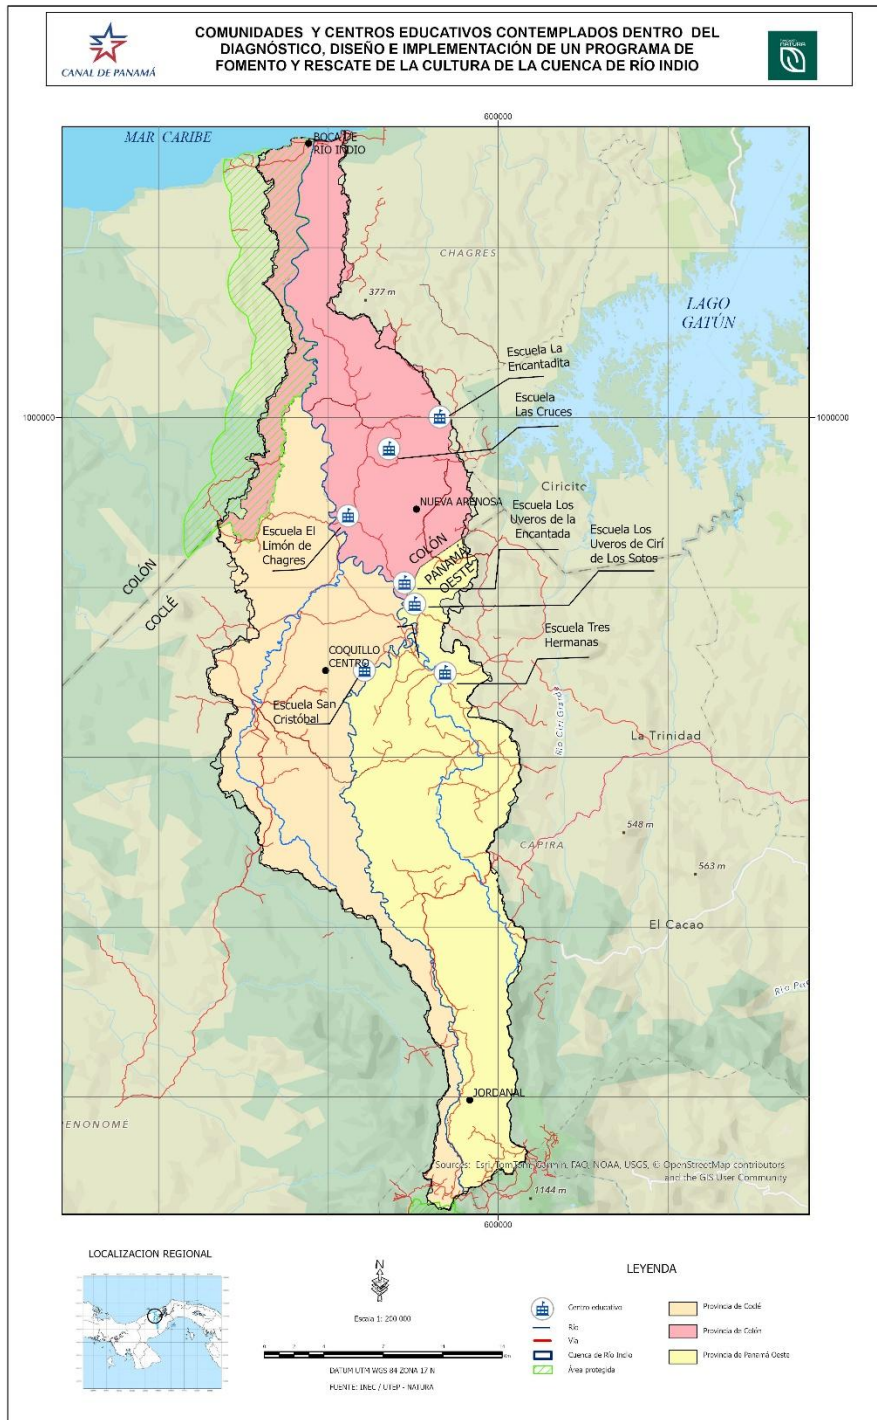 COMUNIDADES Y CENTROS EDUCATIVOS CONTEMPLADOS DENTRO DEL
DIAGNÓSTICO, DISEÑO E IMPLEMENTACIÓN DE UN PROGRAMA DE
FOMENTO Y RESCATE DE LA CULTURA DE LA CUENCA DE RÍO INDIO
CANAL DE PANAMÁ
NATURA
600000
MAR CARIBE
BOCA DE
RÍO INDIO
CHAGRES
377 m
LAGO
GATÚN
Escuela La
Encantadita
Escuela
Las Cruces
1000000
1000000
Ciricito
NUEVA ARENOSA
Escuela Los
Uveros de la
Encantada
Escuela Los
Uveros de Cirí
de Los Sotos
Escuela El
Limón de
Chagres
COLÓN
PANAMÁ
OESTE
COLÓN
COCLÉ
Escuela Tres
Hermanas
COQUILLO
CENTRO
Escuela San
Cristóbal
Río Cirí Grande
La Trinidad
548 m
CAPIRA
563 m
El Cacao
JORDANAL
ENONOMÉ
Sources: Esri, TomTom, Garmin, FAO, NOAA, USGS, © OpenStreetMap contributors,
and the GIS User Community
1144 m
600000
LOCALIZACION REGIONAL
N
Escala 1: 200 000
DATUM UTM WGS 84 ZONA 17 N
FUENTE: INEC / UTEP - NATURA
LEYENDA
Centro educativo
Río
Vía
Cuenca de Río Indio
Área protegida
Provincia de Coclé
Provincia de Colón
Provincia de Panamá Oeste